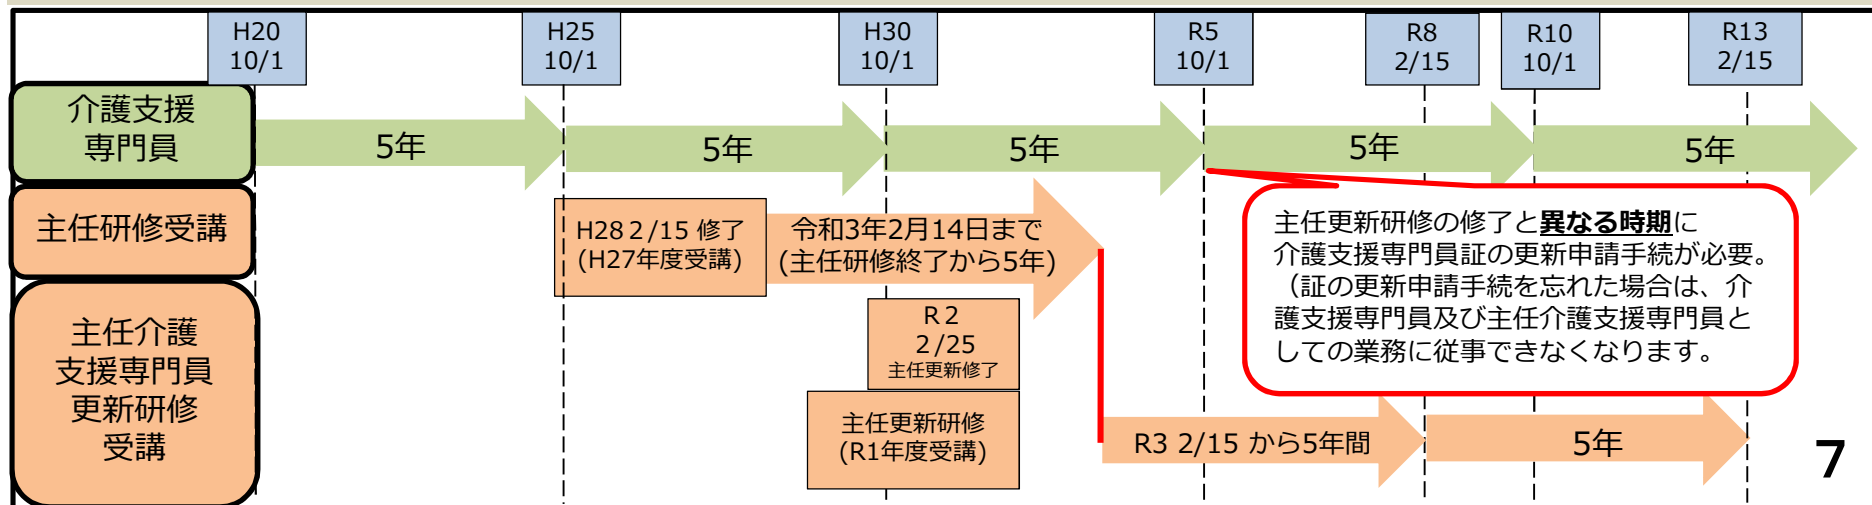 H20
10/1
H25
10/1
H30
10/1
R5
10/1
R8
2/15
R10
10/1
R13
2/15
介護支援
専門員
5年
5年
5年
5年
5年
主任研修受講
H28 2/15 修了
(H27年度受講)
令和3年2月14日まで
(主任研修終了から5年)
主任更新研修の修了と異なる時期に
介護支援専門員証の更新申請手続が必要。
（証の更新申請手続を忘れた場合は、介
護支援専門員及び主任介護支援専門員と
しての業務に従事できなくなります。
主任介護
支援専門員
更新研修
受講
R2
2/25
主任更新修了
主任更新研修
(R1年度受講)
R3 2/15 から5年間
5年
7